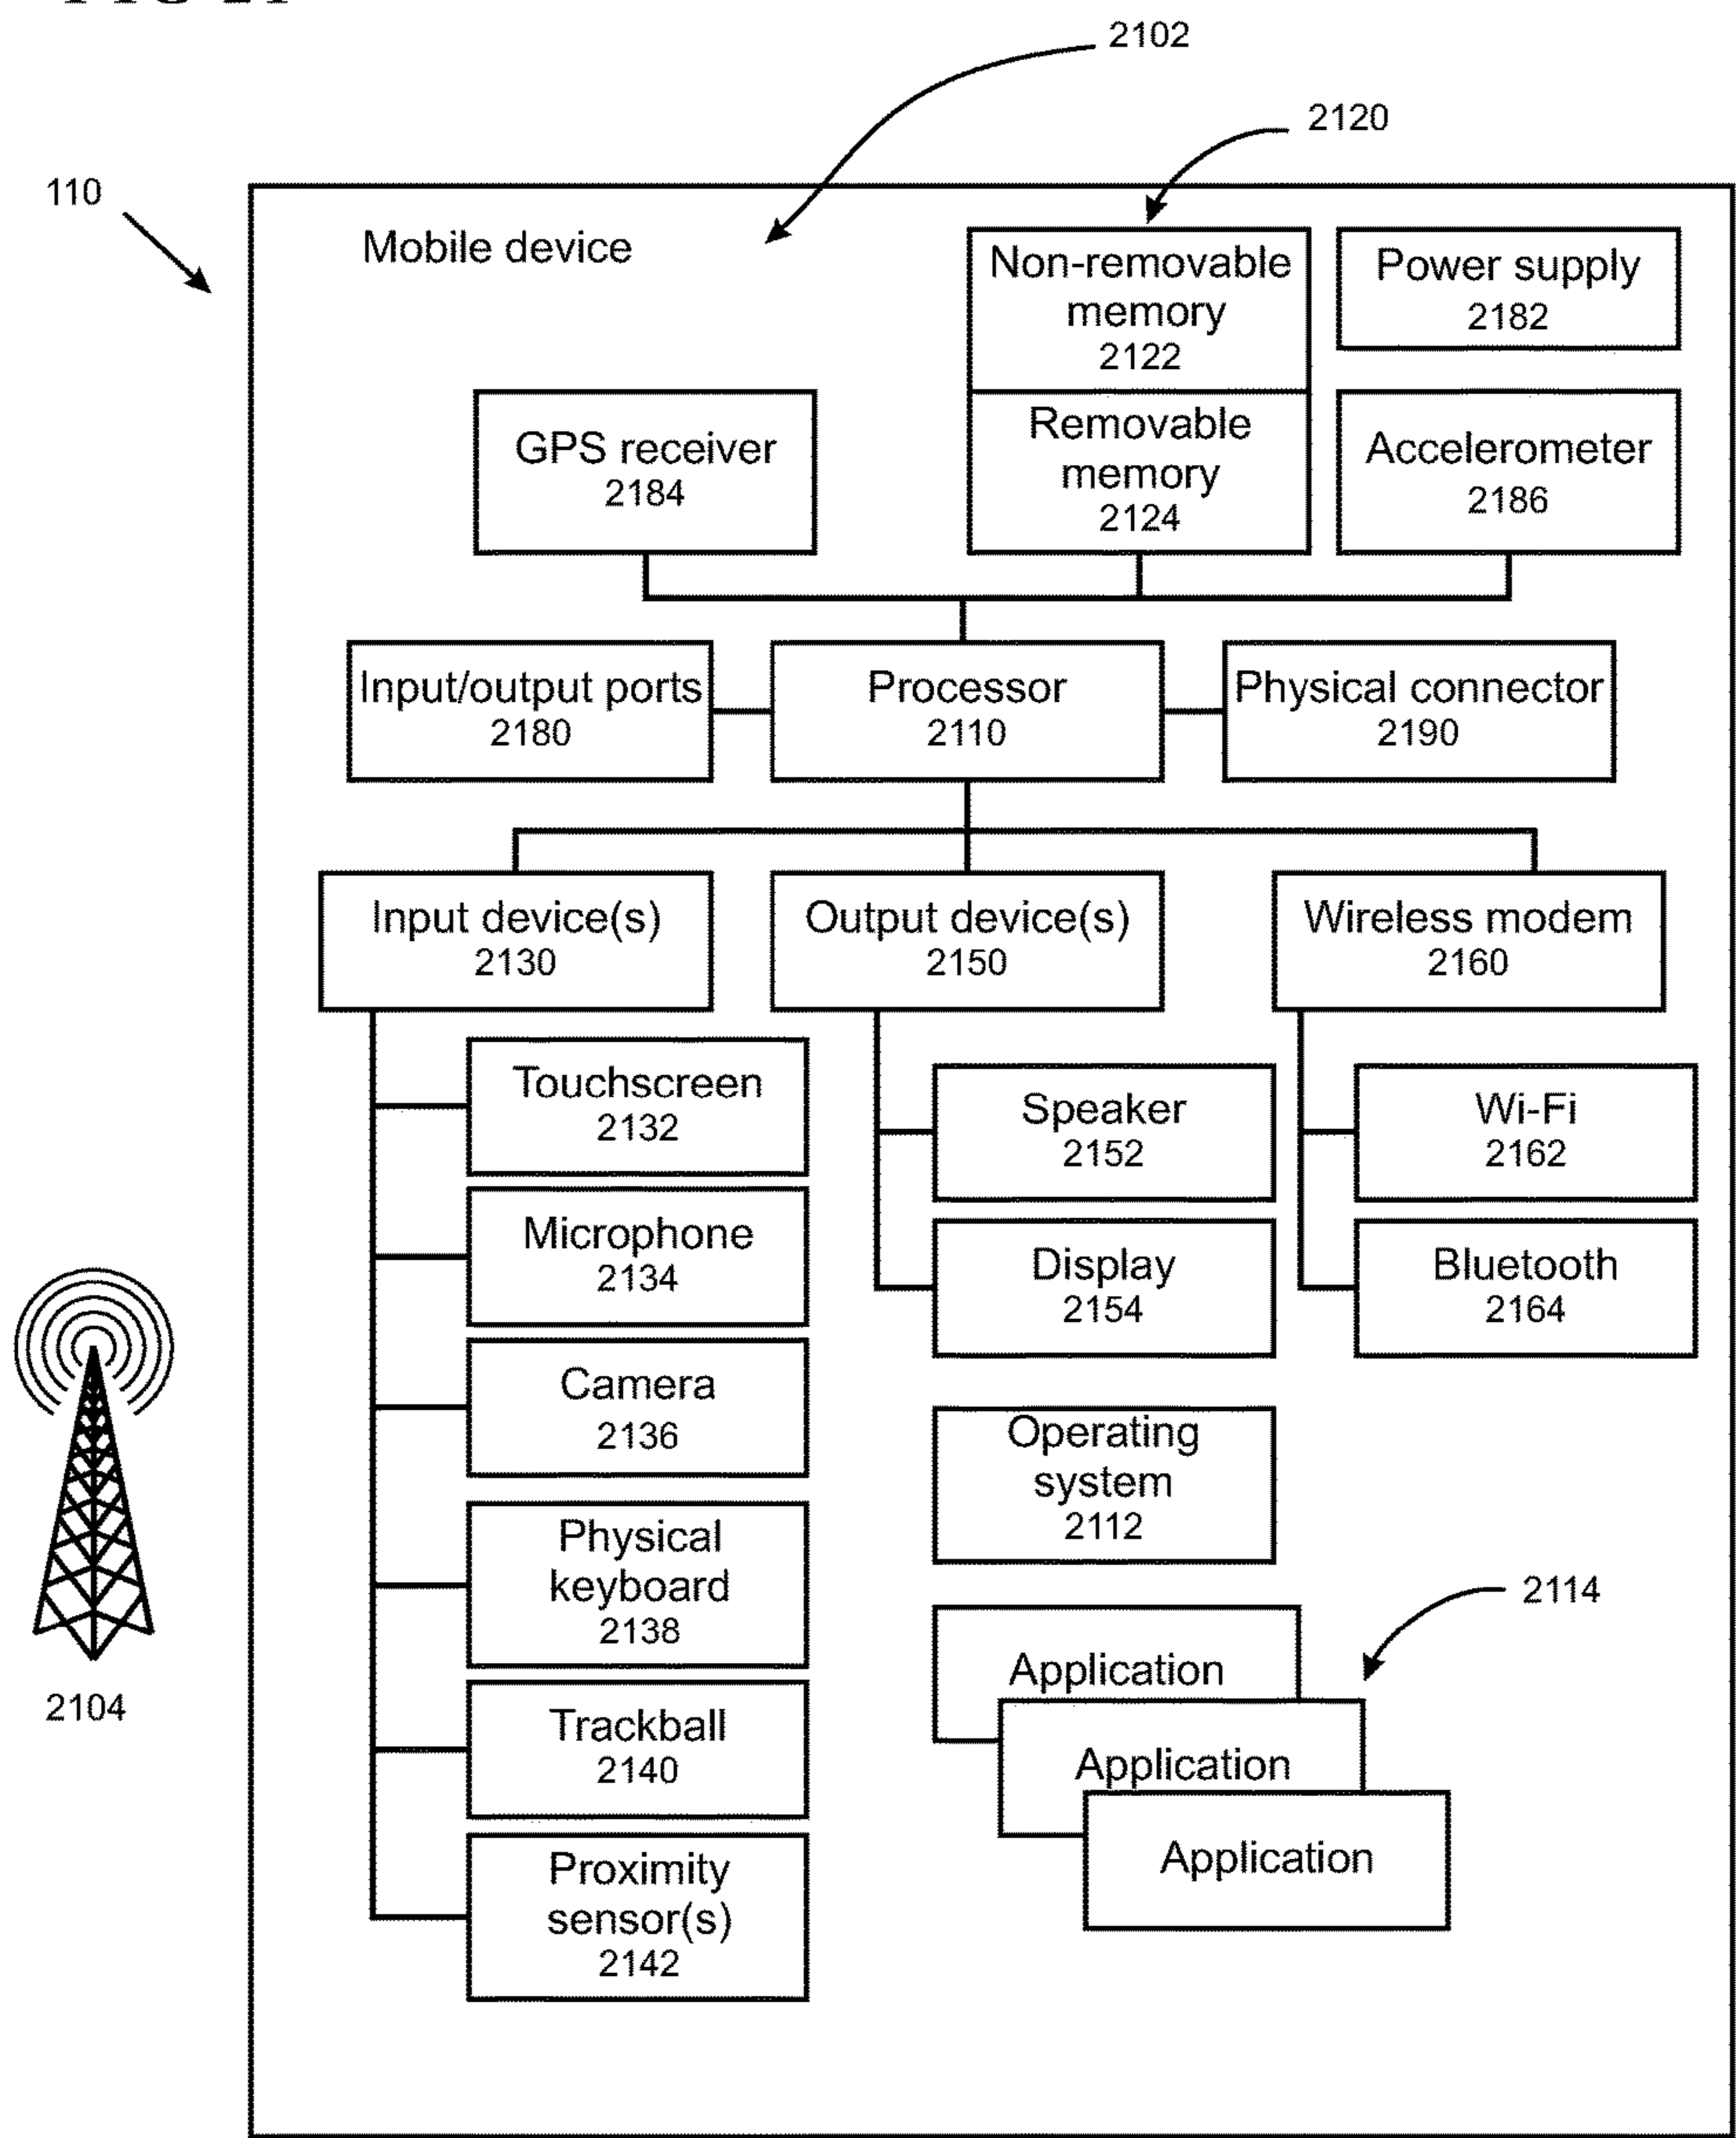 2102
2120
110
Mobile device
Non-removable
memory
2122
Power supply
2182
GPS receiver
2184
Removable
memory
2124
Accelerometer
2186
Input/output ports
2180
Processor
2110
Physical connector
2190
Input device(s)
2130
Output device(s)
2150
Wireless modem
2160
Touchscreen
2132
Microphone
2134
Camera
2136
Physical
keyboard
2138
Trackball
2140
Proximity
sensor(s)
2142
Speaker
2152
Display
2154
Wi-Fi
2162
Bluetooth
2164
Operating
system
2112
2114
Application
Application
Application
2104